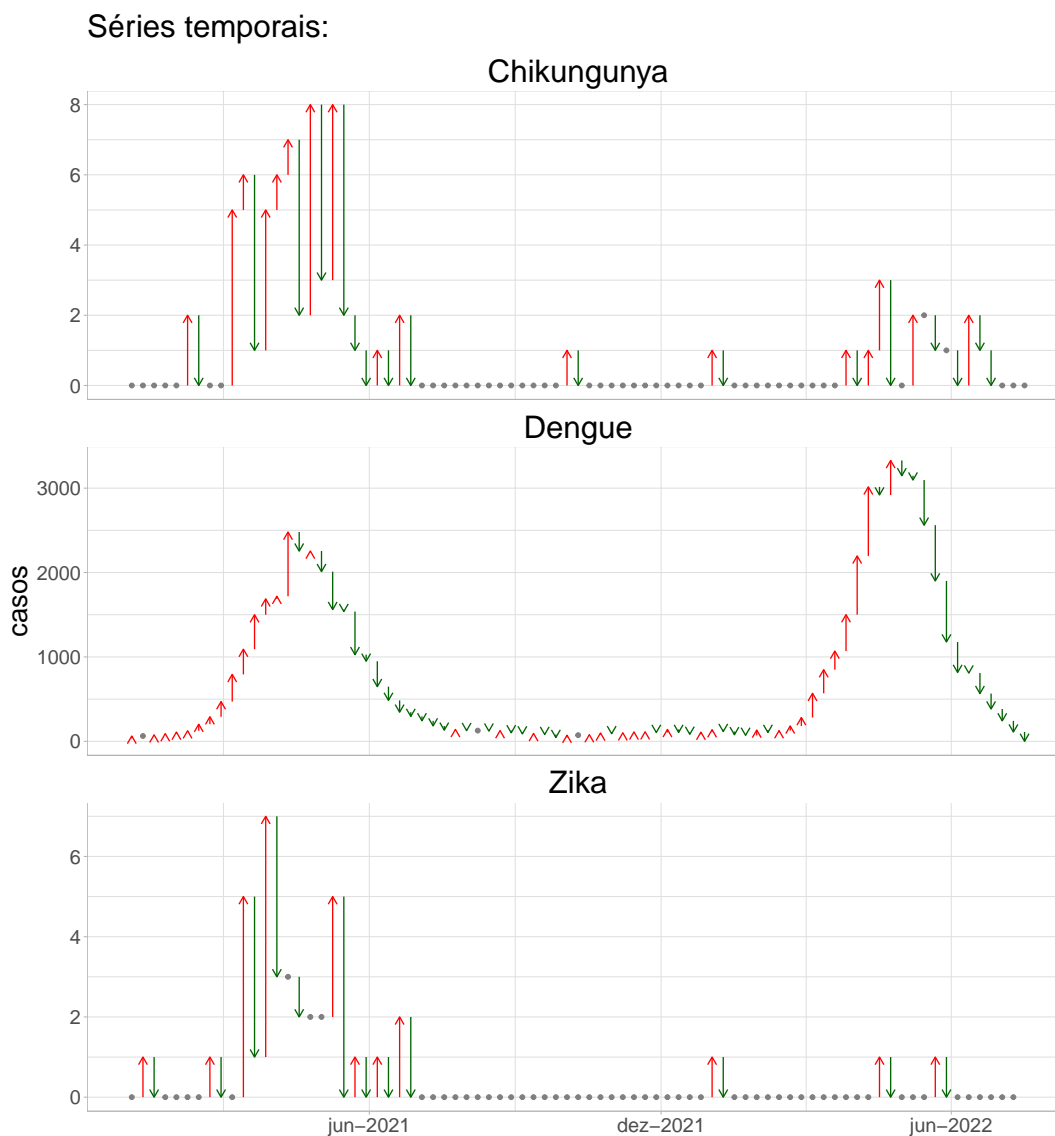 Séries temporais:
Chikungunya
8
6
4
2
0
Dengue
3000
2000
1000
0
casos
Zika
6
4
2
0
jun−2021 dez−2021 jun−2022